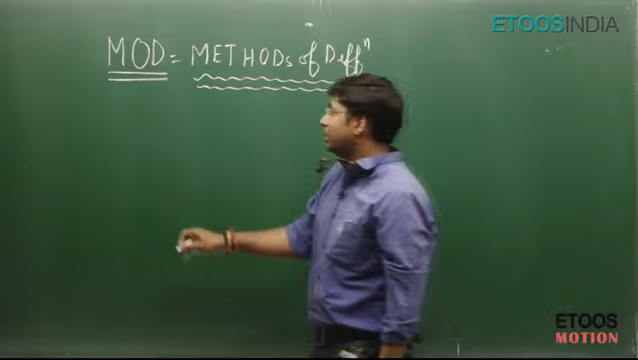 ETOOSINDIA
MOD = METHODs of Diffⁿ
ETOOS
MOTION